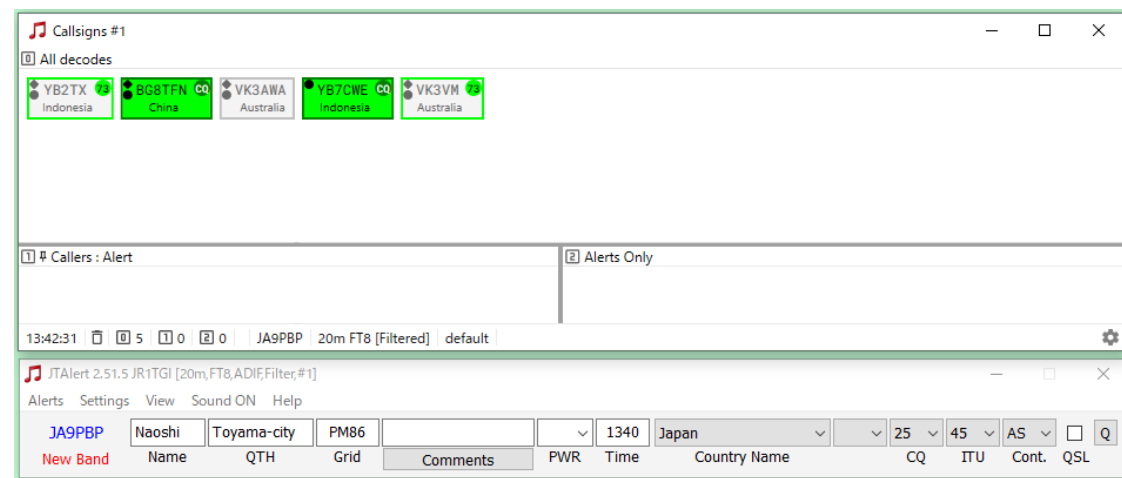 Callsigns #1
0 All decodes
YB2TX 73 BG8TFN CQ VK3AWA YB7CWE CQ VK3VM 73
Indonesia China Australia Indonesia Australia
1 Callers : Alert
2 Alerts Only
13:42:31 0 5 1 0 2 0 JA9PBP 20m FT8 [Filtered] default
JTAlert 2.51.5 JR1TGI [20m,FT8,ADIF,Filter,#1]
Alerts Settings View Sound ON Help
JA9PBP Naoshi Toyama-city PM86 1340 Japan 25 45 AS Q
New Band Name QTH Grid Comments PWR Time Country Name CQ ITU Cont. QSL